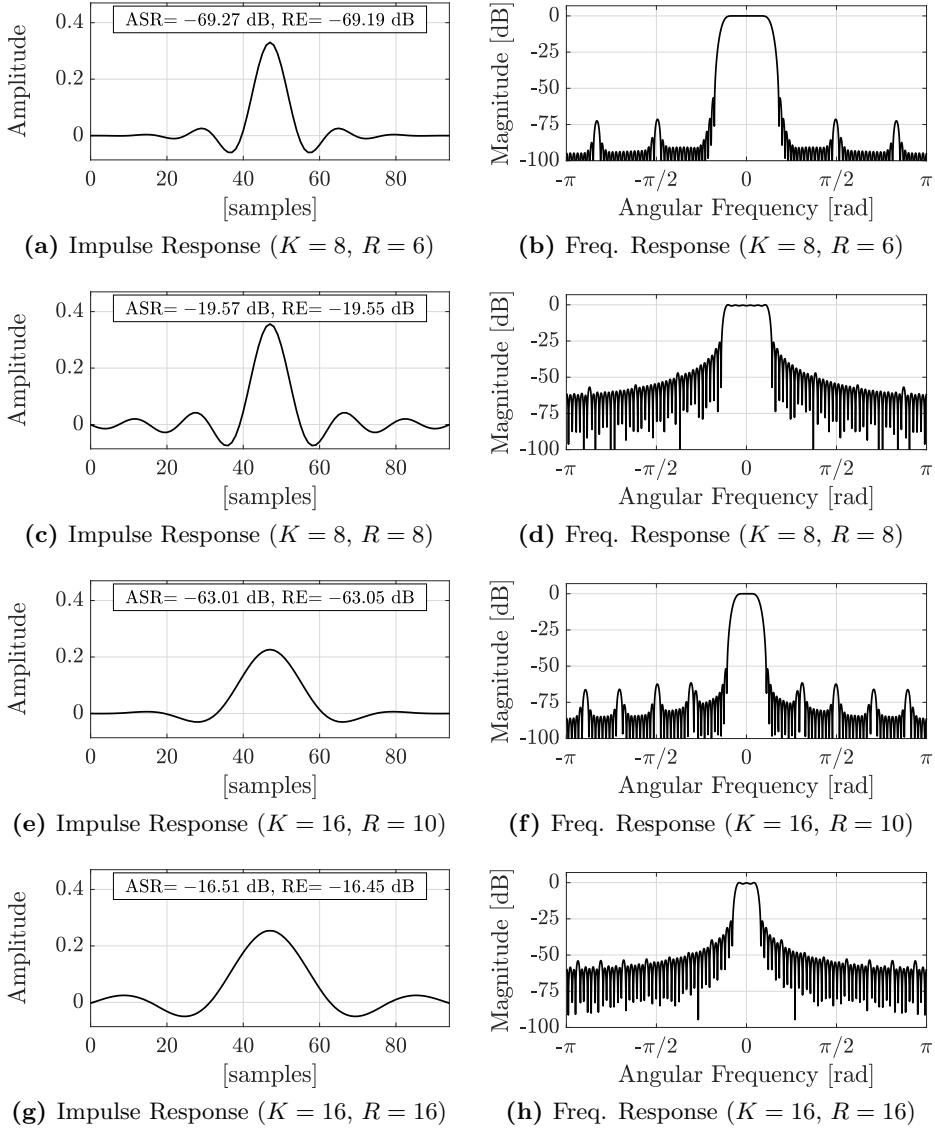 ASR= −69.27 dB, RE= −69.19 dB
Amplitude
0.4
0.2
0
0 20 40 60 80
[samples]
(a) Impulse Response (K = 8, R = 6)
Magnitude [dB]
0
-25
-50
-75
-100
-π -π/2 0 π/2 π
Angular Frequency [rad]
(b) Freq. Response (K = 8, R = 6)
ASR= −19.57 dB, RE= −19.55 dB
Amplitude
0.4
0.2
0
0 20 40 60 80
[samples]
(c) Impulse Response (K = 8, R = 8)
Magnitude [dB]
0
-25
-50
-75
-100
-π -π/2 0 π/2 π
Angular Frequency [rad]
(d) Freq. Response (K = 8, R = 8)
ASR= −63.01 dB, RE= −63.05 dB
Amplitude
0.4
0.2
0
0 20 40 60 80
[samples]
(e) Impulse Response (K = 16, R = 10)
Magnitude [dB]
0
-25
-50
-75
-100
-π -π/2 0 π/2 π
Angular Frequency [rad]
(f) Freq. Response (K = 16, R = 10)
ASR= −16.51 dB, RE= −16.45 dB
Amplitude
0.4
0.2
0
0 20 40 60 80
[samples]
(g) Impulse Response (K = 16, R = 16)
Magnitude [dB]
0
-25
-50
-75
-100
-π -π/2 0 π/2 π
Angular Frequency [rad]
(h) Freq. Response (K = 16, R = 16)